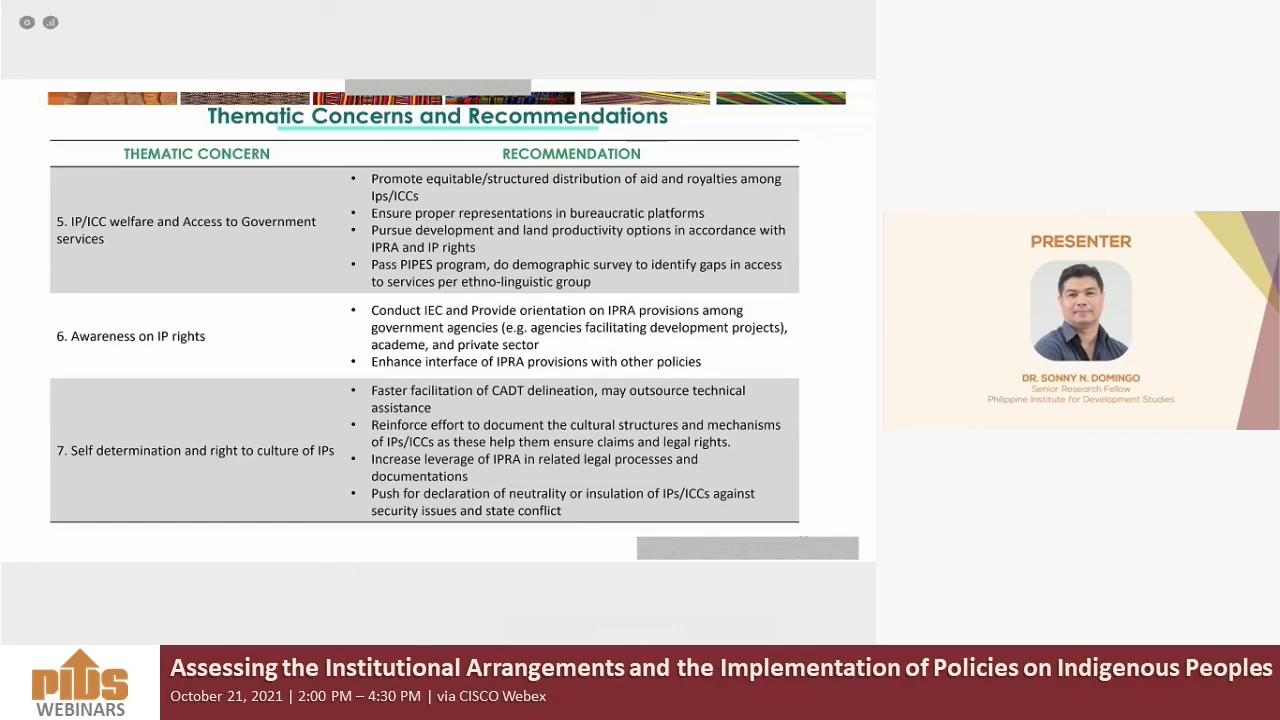 Thematic Concerns and Recommendations
THEMATIC CONCERN
RECOMMENDATION
5. IP/ICC welfare and Access to Government
services
• Promote equitable/structured distribution of aid and royalties among
Ips/ICCs
• Ensure proper representations in bureaucratic platforms
• Pursue development and land productivity options in accordance with
IPRA and IP rights
• Pass PIPES program, do demographic survey to identify gaps in access
to services per ethno-linguistic group
6. Awareness on IP rights
• Conduct IEC and Provide orientation on IPRA provisions among
government agencies (e.g. agencies facilitating development projects),
academe, and private sector
• Enhance interface of IPRA provisions with other policies
7. Self determination and right to culture of IPs
• Faster facilitation of CADT delineation, may outsource technical
assistance
• Reinforce effort to document the cultural structures and mechanisms
of IPs/ICCs as these help them ensure claims and legal rights.
• Increase leverage of IPRA in related legal processes and
documentations
• Push for declaration of neutrality or insulation of IPs/ICCs against
security issues and state conflict
PRESENTER
DR. SONNY N. DOMINGO
Senior Research Fellow
Philippine Institute for Development Studies
PIDS
WEBINARS
Assessing the Institutional Arrangements and the Implementation of Policies on Indigenous Peoples
October 21, 2021 | 2:00 PM – 4:30 PM | via CISCO Webex